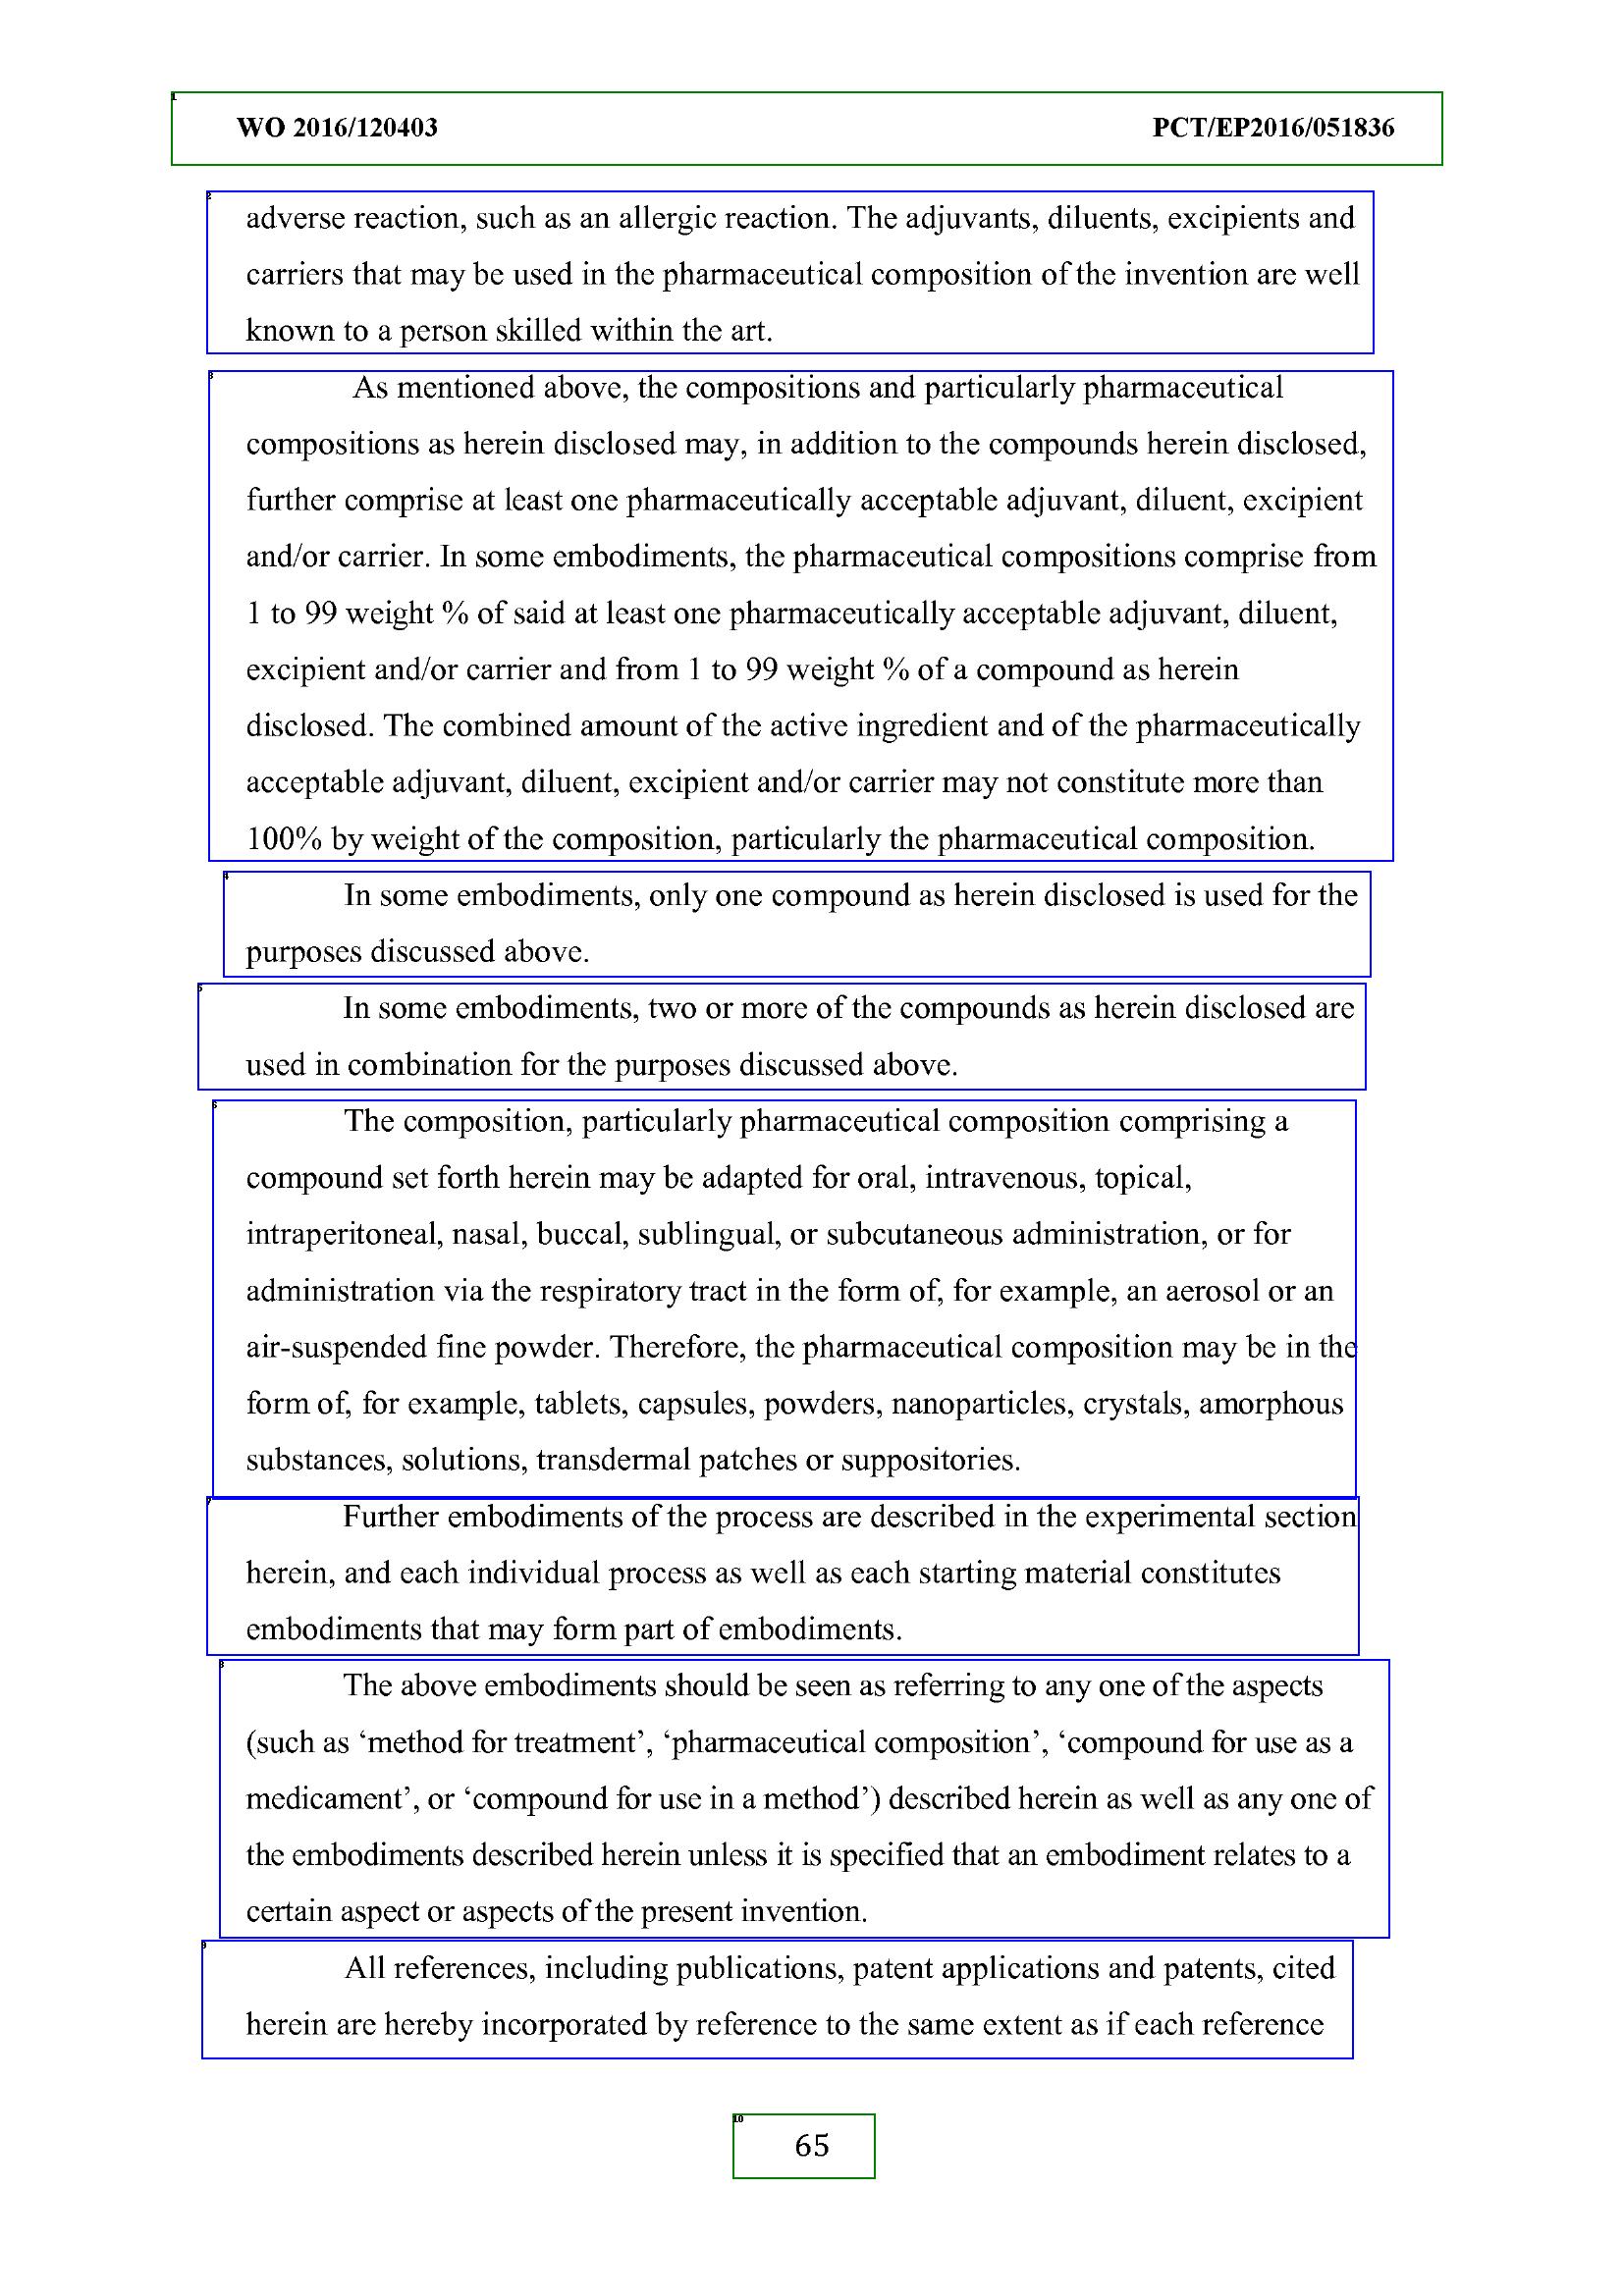 1
WO 2016/120403 PCT/EP2016/051836
2
adverse reaction, such as an allergic reaction. The adjuvants, diluents, excipients and
carriers that may be used in the pharmaceutical composition of the invention are well
known to a person skilled within the art.
3
As mentioned above, the compositions and particularly pharmaceutical
compositions as herein disclosed may, in addition to the compounds herein disclosed,
further comprise at least one pharmaceutically acceptable adjuvant, diluent, excipient
and/or carrier. In some embodiments, the pharmaceutical compositions comprise from
1 to 99 weight % of said at least one pharmaceutically acceptable adjuvant, diluent,
excipient and/or carrier and from 1 to 99 weight % of a compound as herein
disclosed. The combined amount of the active ingredient and of the pharmaceutically
acceptable adjuvant, diluent, excipient and/or carrier may not constitute more than
100% by weight of the composition, particularly the pharmaceutical composition.
4
In some embodiments, only one compound as herein disclosed is used for the
purposes discussed above.
5
In some embodiments, two or more of the compounds as herein disclosed are
used in combination for the purposes discussed above.
6
The composition, particularly pharmaceutical composition comprising a
compound set forth herein may be adapted for oral, intravenous, topical,
intraperitoneal, nasal, buccal, sublingual, or subcutaneous administration, or for
administration via the respiratory tract in the form of, for example, an aerosol or an
air-suspended fine powder. Therefore, the pharmaceutical composition may be in the
form of, for example, tablets, capsules, powders, nanoparticles, crystals, amorphous
substances, solutions, transdermal patches or suppositories.
7
Further embodiments of the process are described in the experimental section
herein, and each individual process as well as each starting material constitutes
embodiments that may form part of embodiments.
8
The above embodiments should be seen as referring to any one of the aspects
(such as ‘method for treatment’, ‘pharmaceutical composition’, ‘compound for use as a
medicament’, or ‘compound for use in a method’) described herein as well as any one of
the embodiments described herein unless it is specified that an embodiment relates to a
certain aspect or aspects of the present invention.
9
All references, including publications, patent applications and patents, cited
herein are hereby incorporated by reference to the same extent as if each reference
10
65